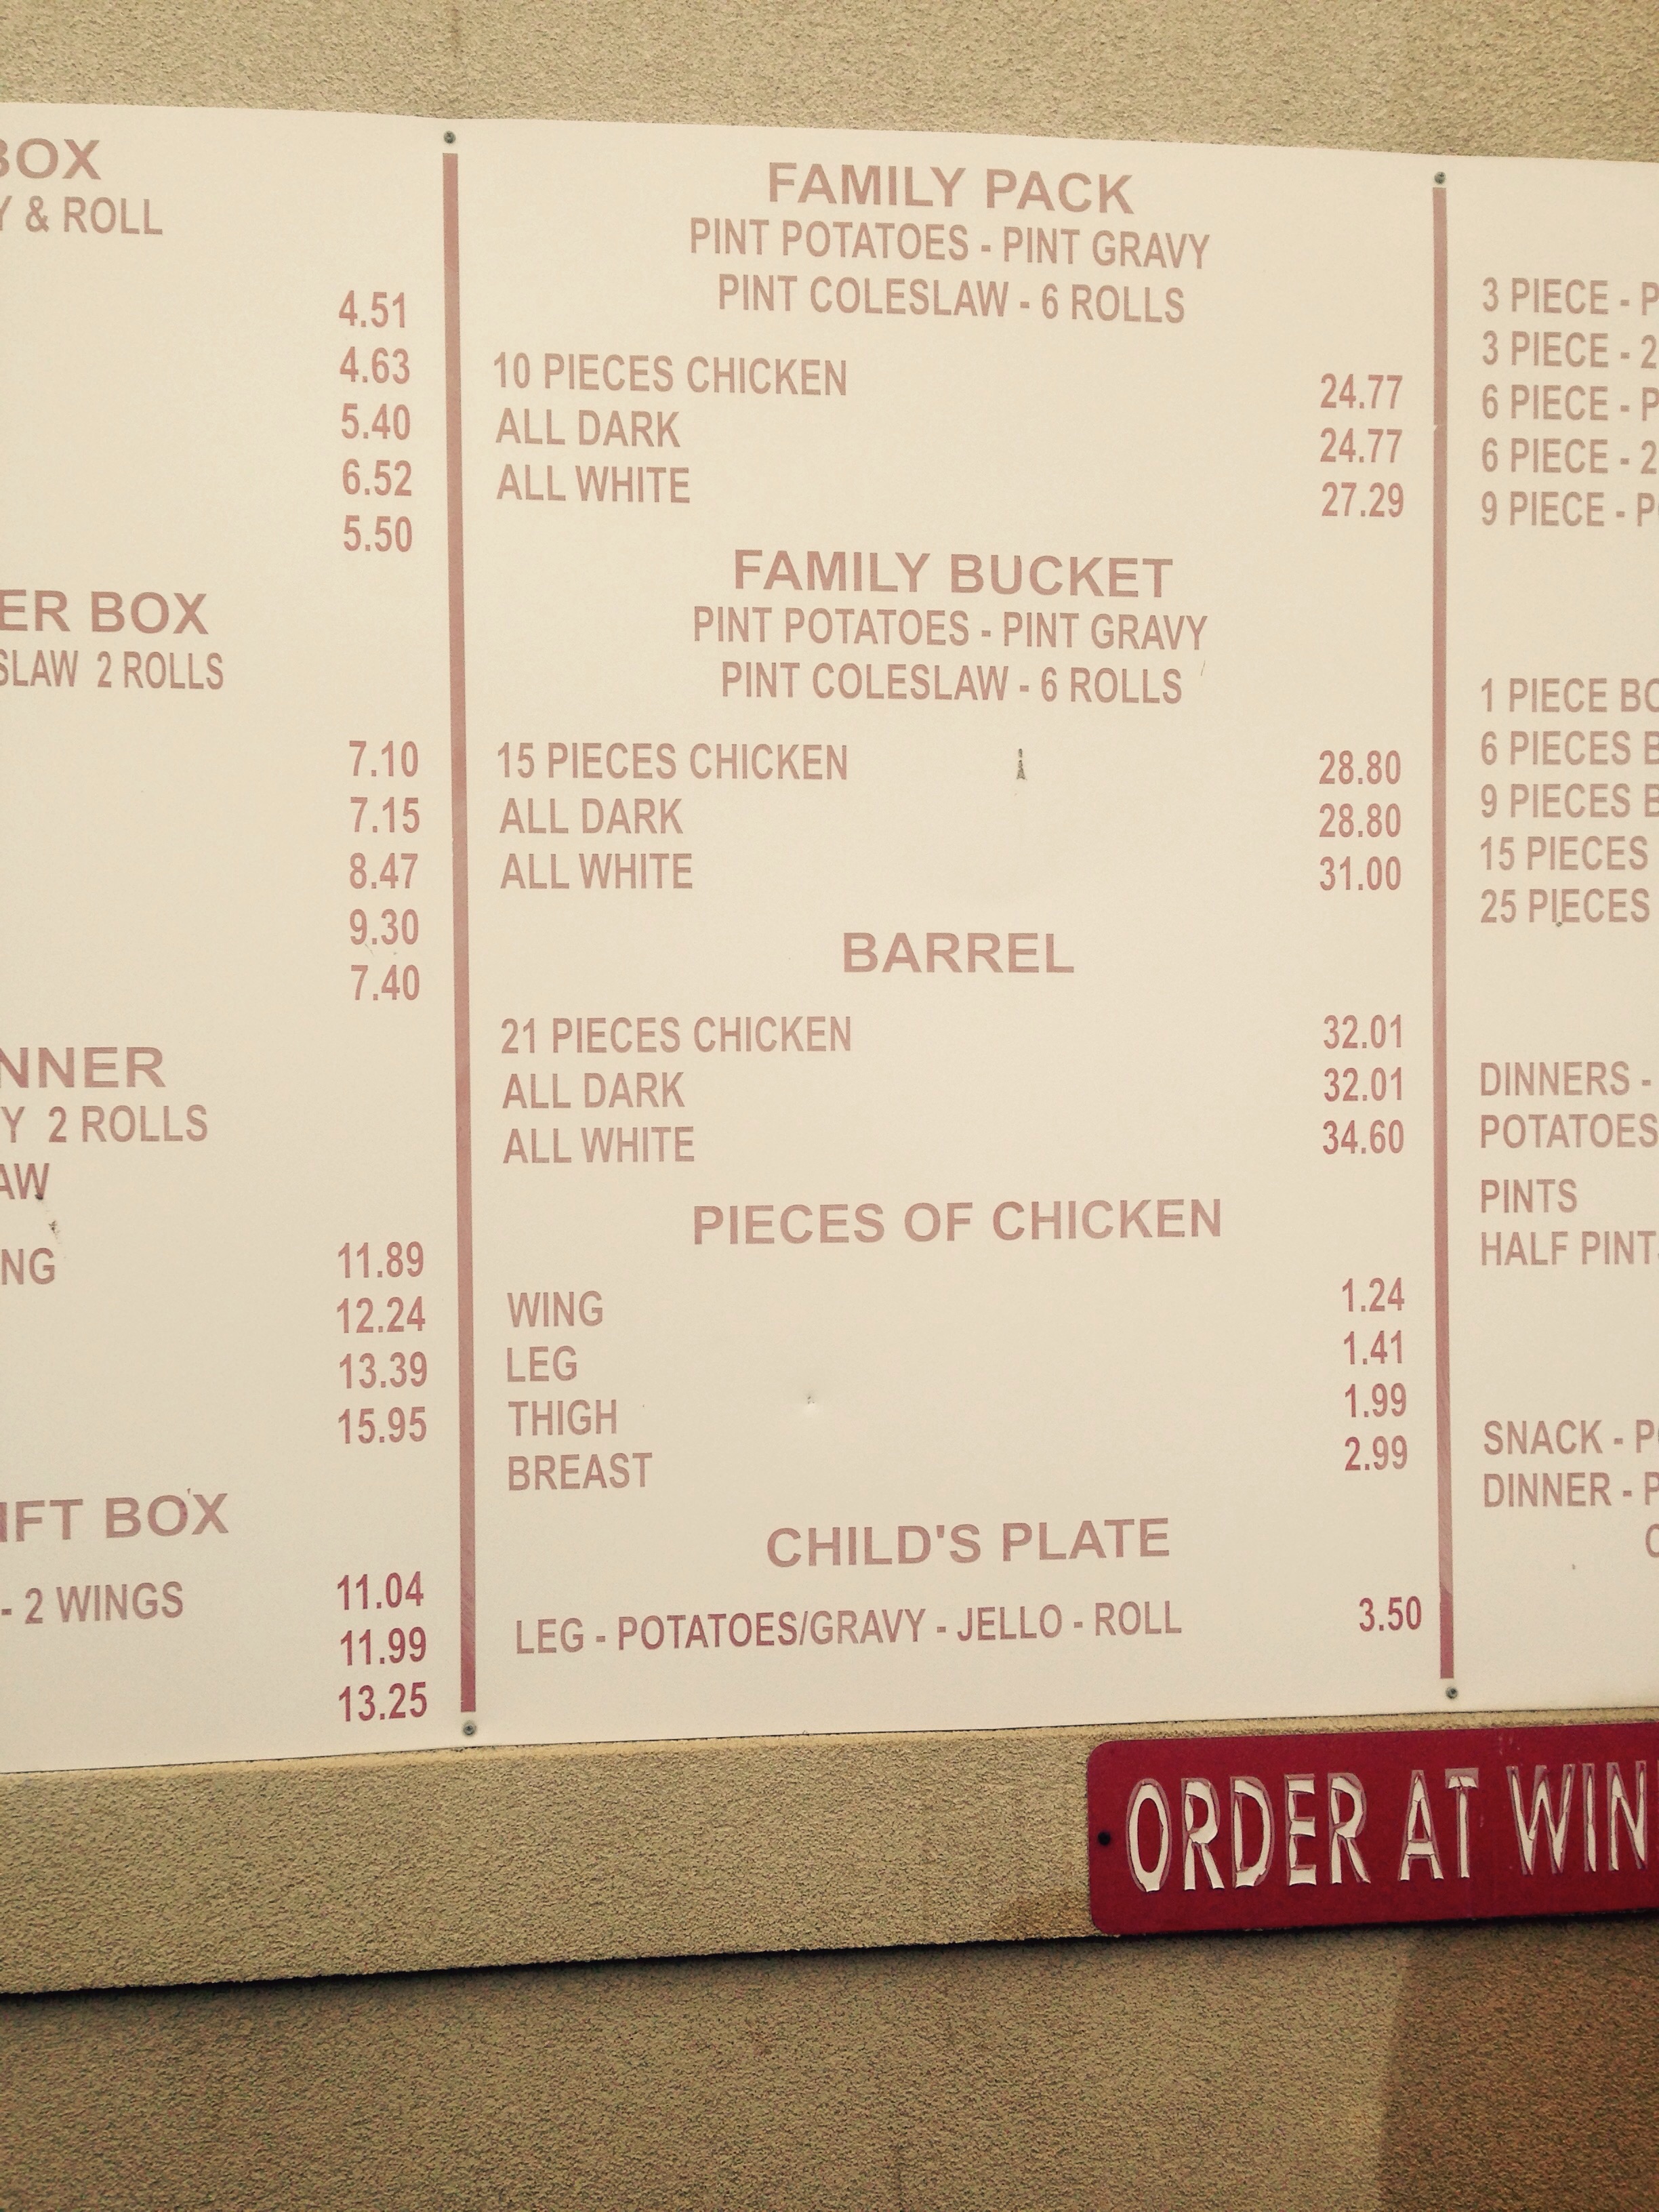 BOX
& ROLL
4.51
4.63
5.40
6.52
5.50
BOX
2 ROLLS
7.10
7.15
8.47
9.30
7.40
2 ROLLS
11.89
12.24
13.39
15.95
BOX
- 2 WINGS
11.04
11.99
13.25
FAMILY PACK
PINT POTATOES - PINT GRAVY
PINT COLESLAW - 6 ROLLS
10 PIECES CHICKEN 24.77
ALL DARK 24.77
ALL WHITE 27.29
FAMILY BUCKET
PINT POTATOES - PINT GRAVY
PINT COLESLAW - 6 ROLLS
15 PIECES CHICKEN 28.80
ALL DARK 28.80
ALL WHITE 31.00
BARREL
21 PIECES CHICKEN 32.01
ALL DARK 32.01
ALL WHITE 34.60
PIECES OF CHICKEN
WING 1.24
LEG 1.41
THIGH 1.99
BREAST 2.99
CHILD'S PLATE
LEG - POTATOES/GRAVY - JELLO - ROLL 3.50
3 PIECE -
3 PIECE - 2
6 PIECE -
6 PIECE - 2
9 PIECE -
1 PIECE
6 PIECES
9 PIECES
15 PIECES
25 PIECES
DINNERS -
POTATOES
PINTS
HALF PINTS
SNACK -
DINNER -
ORDER AT